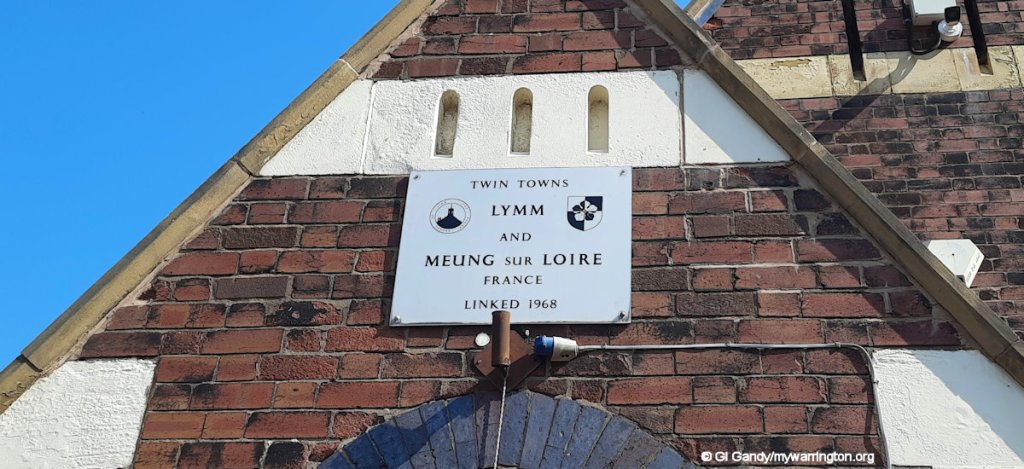 TWIN TOWNS
LYMM
AND
MEUNG SUR LOIRE
FRANCE
LINKED 1968
© GI Gandy/mywarrington.org